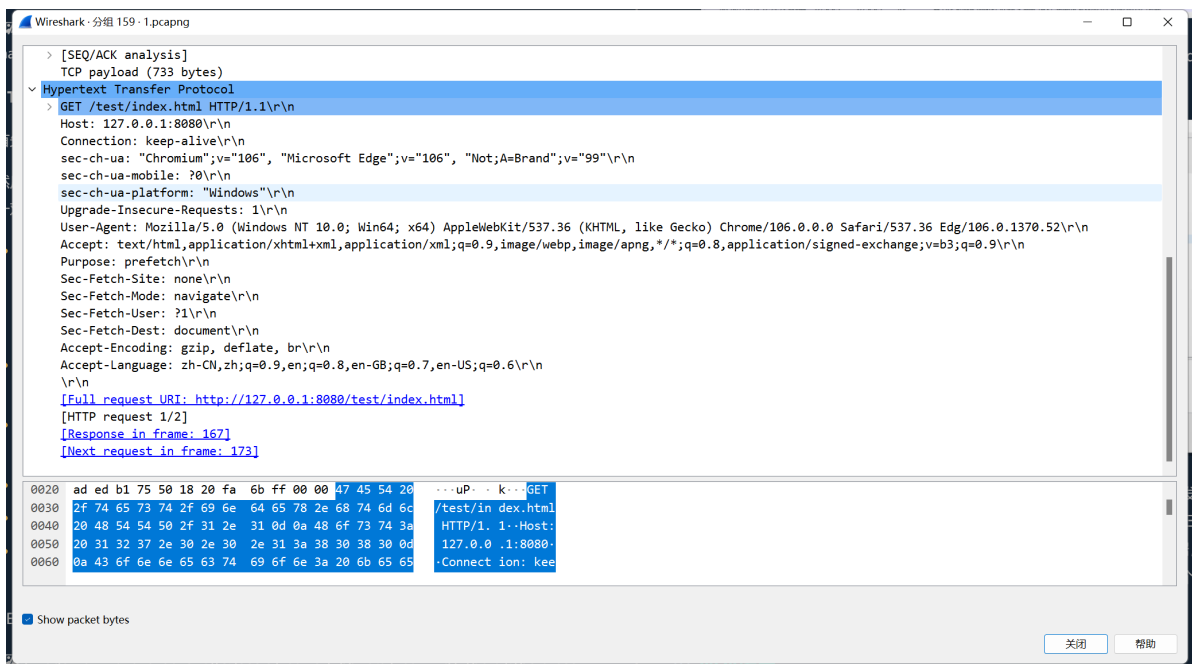 Wireshark · 分组 159 · 1.pcapng
[SEQ/ACK analysis]
TCP payload (733 bytes)
Hypertext Transfer Protocol
GET /test/index.html HTTP/1.1\r\n
Host: 127.0.0.1:8080\r\n
Connection: keep-alive\r\n
sec-ch-ua: "Chromium";v="106", "Microsoft Edge";v="106", "Not;A=Brand";v="99"\r\n
sec-ch-ua-mobile: ?0\r\n
sec-ch-ua-platform: "Windows"\r\n
Upgrade-Insecure-Requests: 1\r\n
User-Agent: Mozilla/5.0 (Windows NT 10.0; Win64; x64) AppleWebKit/537.36 (KHTML, like Gecko) Chrome/106.0.0.0 Safari/537.36 Edg/106.0.1370.52\r\n
Accept: text/html,application/xhtml+xml,application/xml;q=0.9,image/webp,image/apng,*/*;q=0.8,application/signed-exchange;v=b3;q=0.9\r\n
Purpose: prefetch\r\n
Sec-Fetch-Site: none\r\n
Sec-Fetch-Mode: navigate\r\n
Sec-Fetch-User: ?1\r\n
Sec-Fetch-Dest: document\r\n
Accept-Encoding: gzip, deflate, br\r\n
Accept-Language: zh-CN,zh;q=0.9,en;q=0.8,en-GB;q=0.7,en-US;q=0.6\r\n
\r\n
[Full request URI: http://127.0.0.1:8080/test/index.html]
[HTTP request 1/2]
[Response in frame: 167]
[Next request in frame: 173]
0020 ad ed b1 75 50 18 20 fa 6b ff 00 00 47 45 54 20 ···uP· · k···GET
0030 2f 74 65 73 74 2f 69 6e 64 65 78 2e 68 74 6d 6c /test/in dex.html
0040 20 48 54 54 50 2f 31 2e 31 0d 0a 48 6f 73 74 3a HTTP/1. 1··Host:
0050 20 31 32 37 2e 30 2e 30 2e 31 3a 38 30 38 30 0d 127.0.0 .1:8080·
0060 0a 43 6f 6e 6e 65 63 74 69 6f 6e 3a 20 6b 65 65 ·Connect ion: kee
Show packet bytes
关闭 帮助